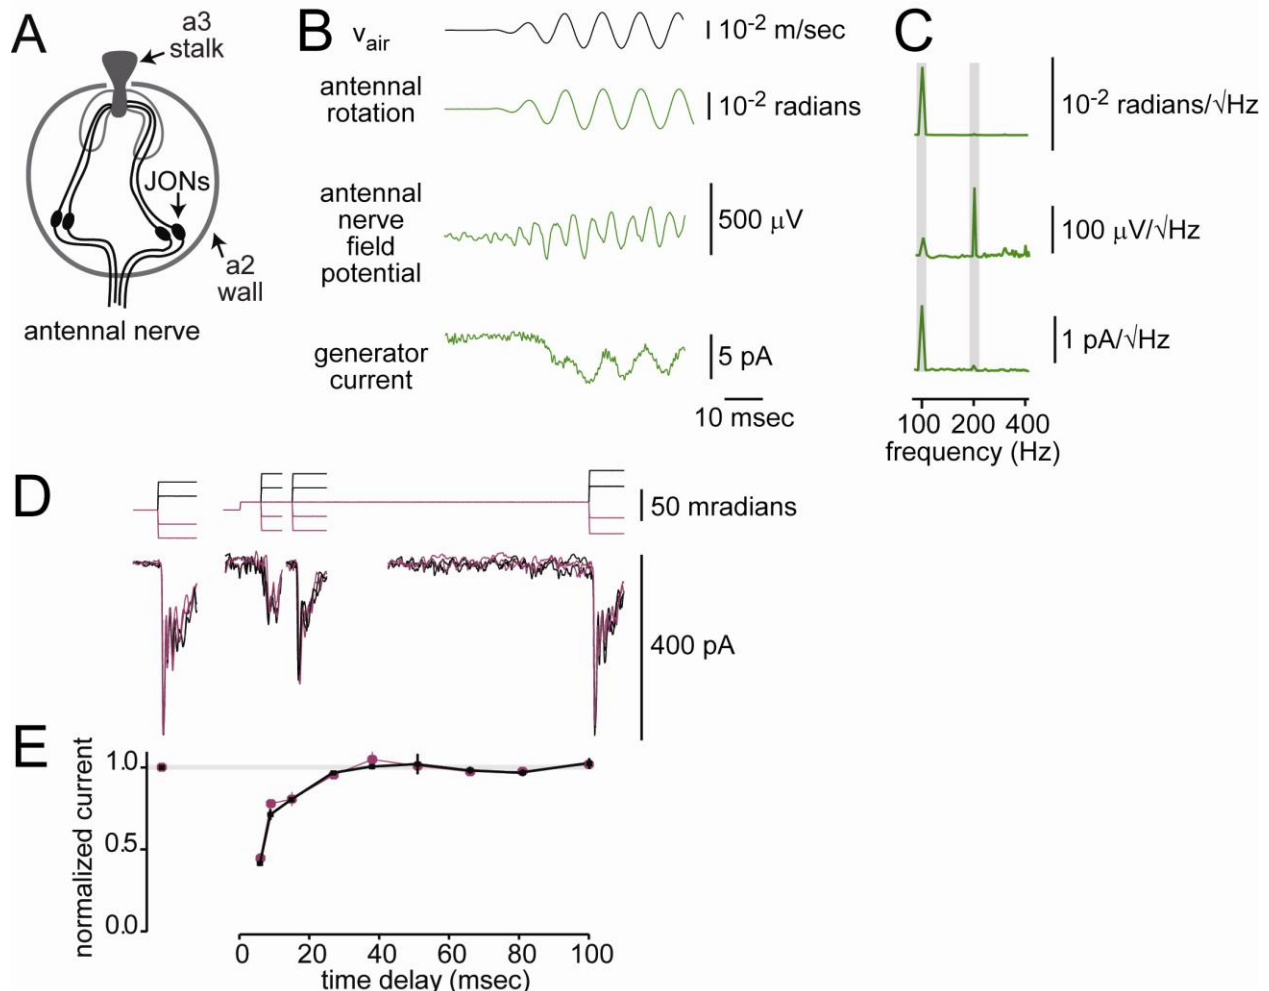 A
a3
stalk
JONs
a2
wall
antennal nerve
B
vair
10-2 m/sec
antennal
rotation
10-2 radians
antennal
nerve
field
potential
500 μV
generator
current
5 pA
10 msec
C
10-2 radians/√Hz
100 μV/√Hz
1 pA/√Hz
100 200 400
frequency (Hz)
D
50 mradians
400 pA
E
normalized current
1.0
0.5
0.0
0 20 40 60 80 100
time delay (msec)